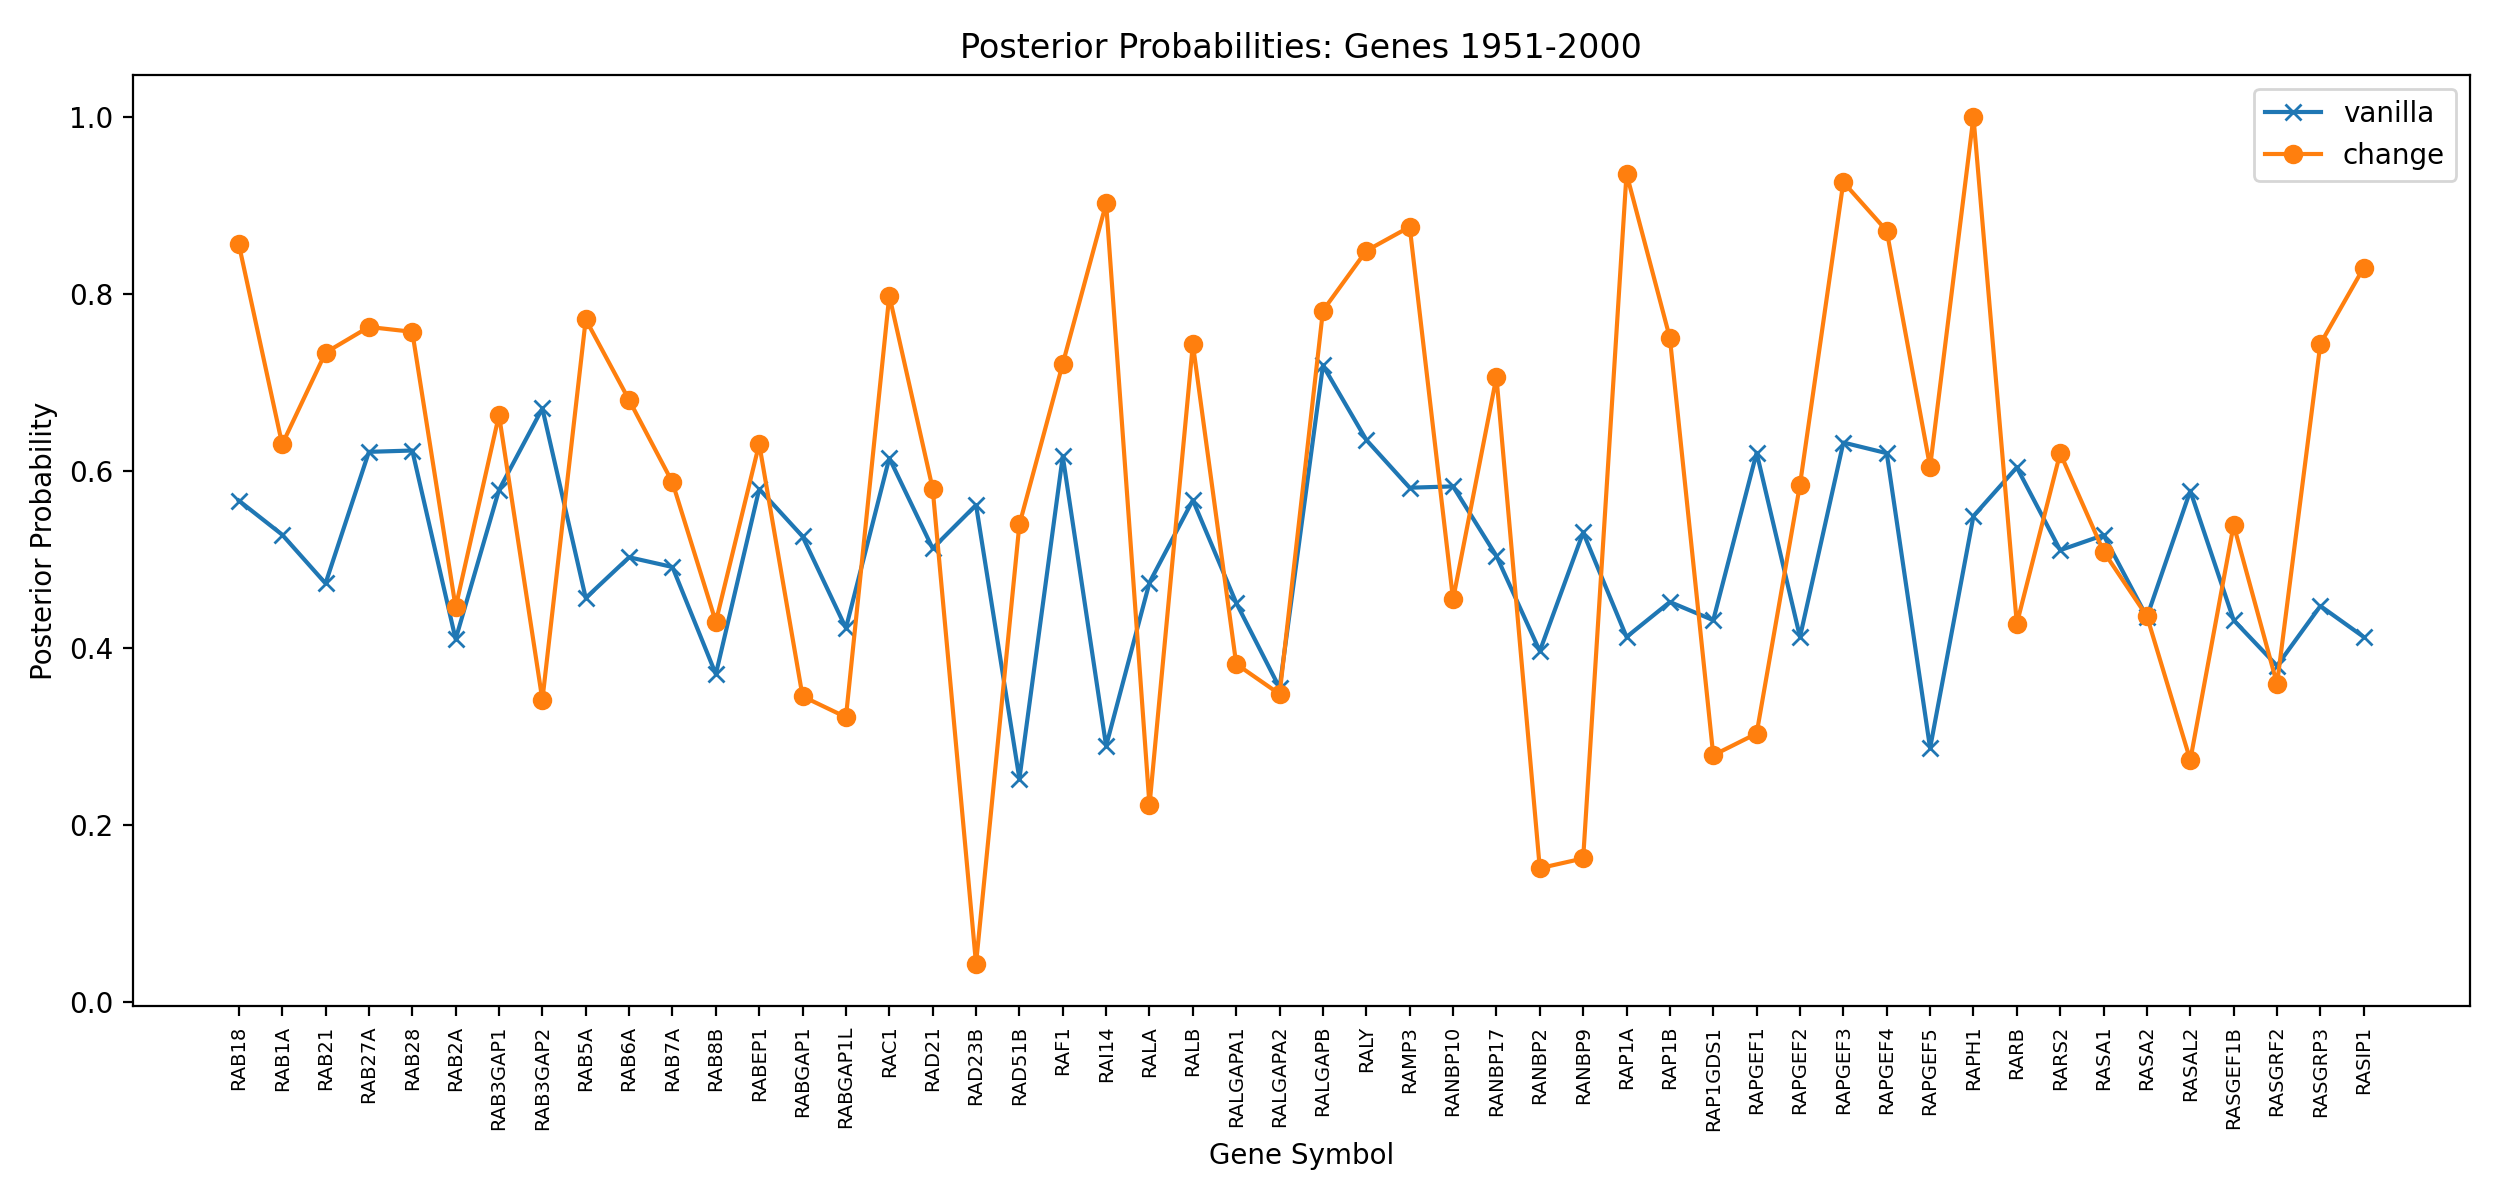 Posterior Probabilities: Genes 1951-2000
vanilla
change
Posterior Probability
1.0
0.8
0.6
0.4
0.2
0.0
RAB18
RAB1A
RAB21
RAB27A
RAB28
RAB2A
RAB3GAP1
RAB3GAP2
RAB5A
RAB6A
RAB7A
RAB8B
RABEP1
RABGAP1
RABGAP1L
RAC1
RAD21
RAD23B
RAD51B
RAF1
RAI14
RALA
RALB
RALGAPA1
RALGAPA2
RALGAPB
RALY
RAMP3
RANBP10
RANBP17
RANBP2
RANBP9
RAP1A
RAP1B
RAP1GDS1
RAPGEF1
RAPGEF2
RAPGEF3
RAPGEF4
RAPGEF5
RAPH1
RARB
RARS2
RASA1
RASA2
RASAL2
RASGEF1B
RASGRF2
RASGRP3
RASIP1
Gene Symbol